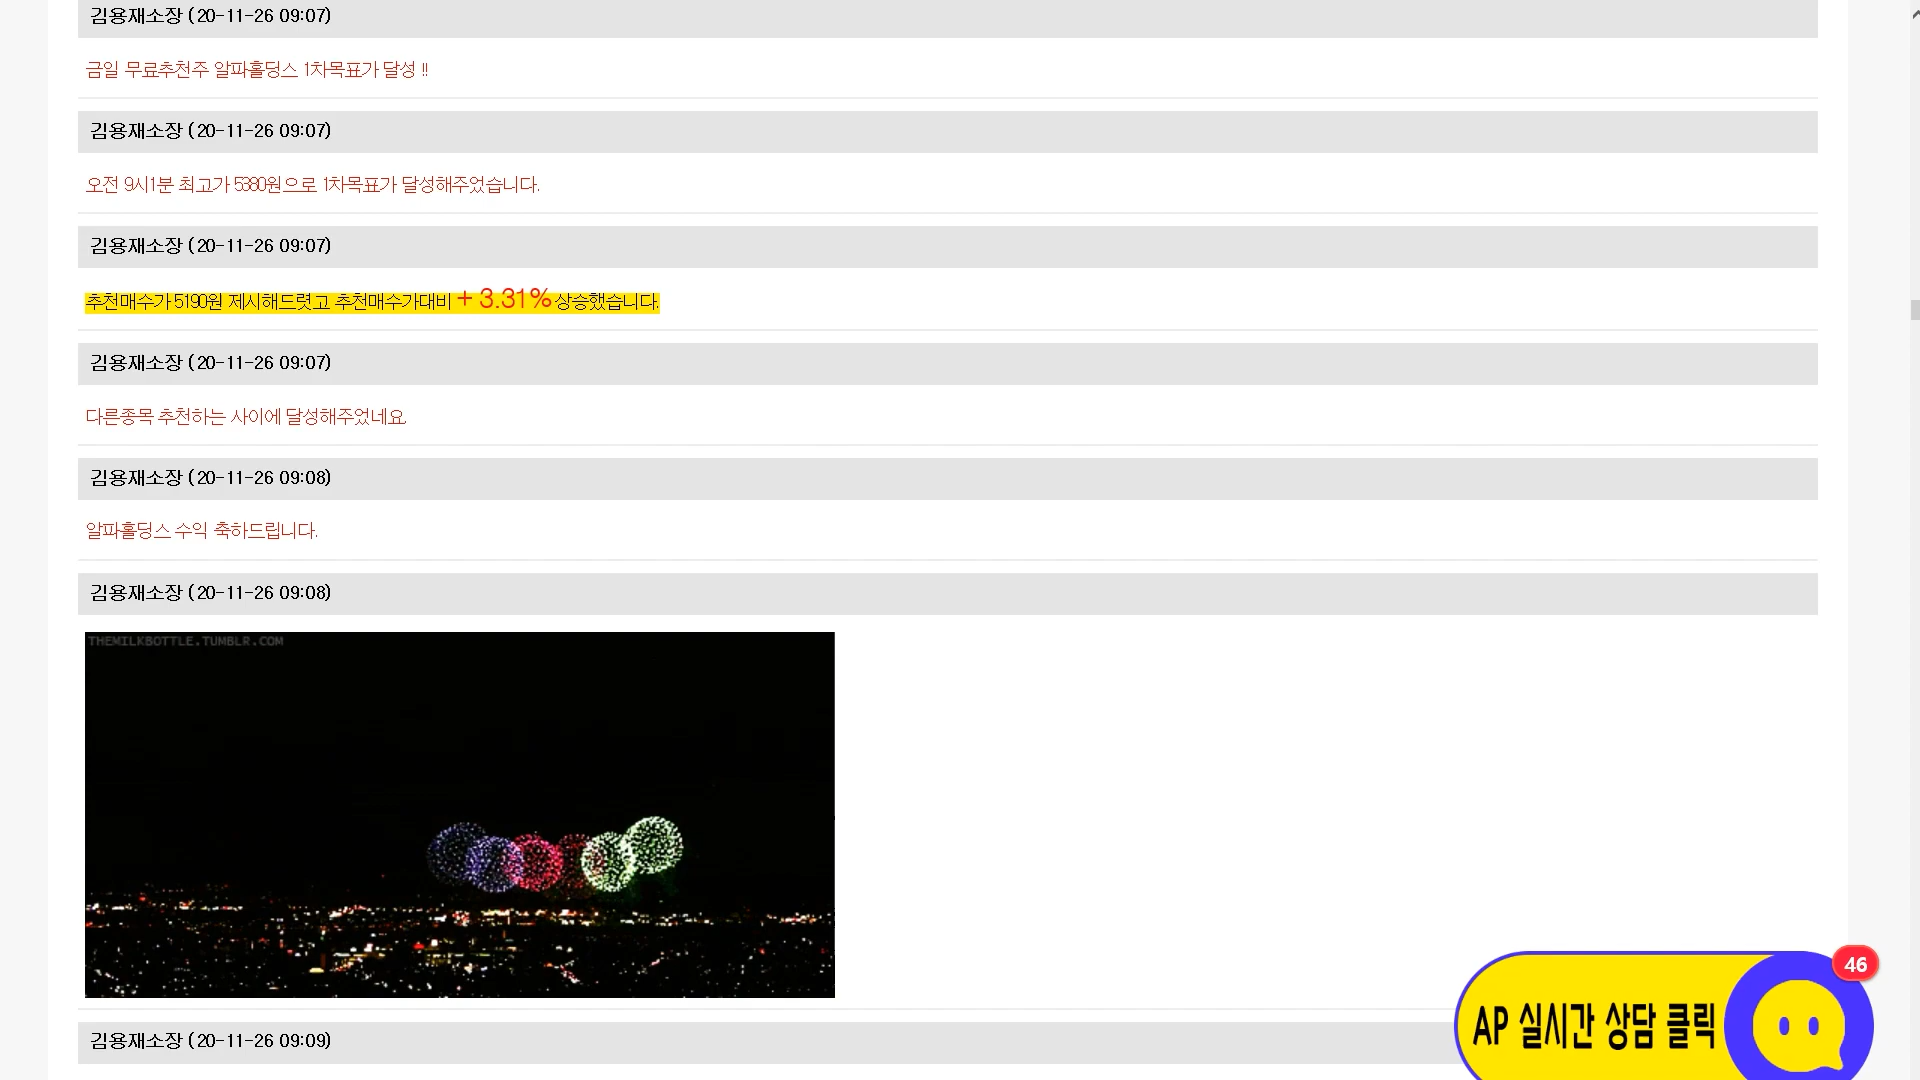 김용재소장 (20-11-26 09:07)
금일 무료추천주 알파홀딩스 1차목표가 달성 !!
김용재소장 (20-11-26 09:07)
오전 9시1분 최고가 5380원으로 1차목표가 달성해주었습니다.
김용재소장 (20-11-26 09:07)
추천매수가 5190원 제시해드렷고 추천매수가대비 + 3.31% 상승했습니다.
김용재소장 (20-11-26 09:07)
다른종목 추천하는 사이에 달성해주었네요.
김용재소장 (20-11-26 09:08)
알파홀딩스 수익 축하드립니다.
김용재소장 (20-11-26 09:08)
THEMILKBOTTLE.TUMBLR.COM
46
AP 실시간 상담 클릭
김용재소장 (20-11-26 09:09)